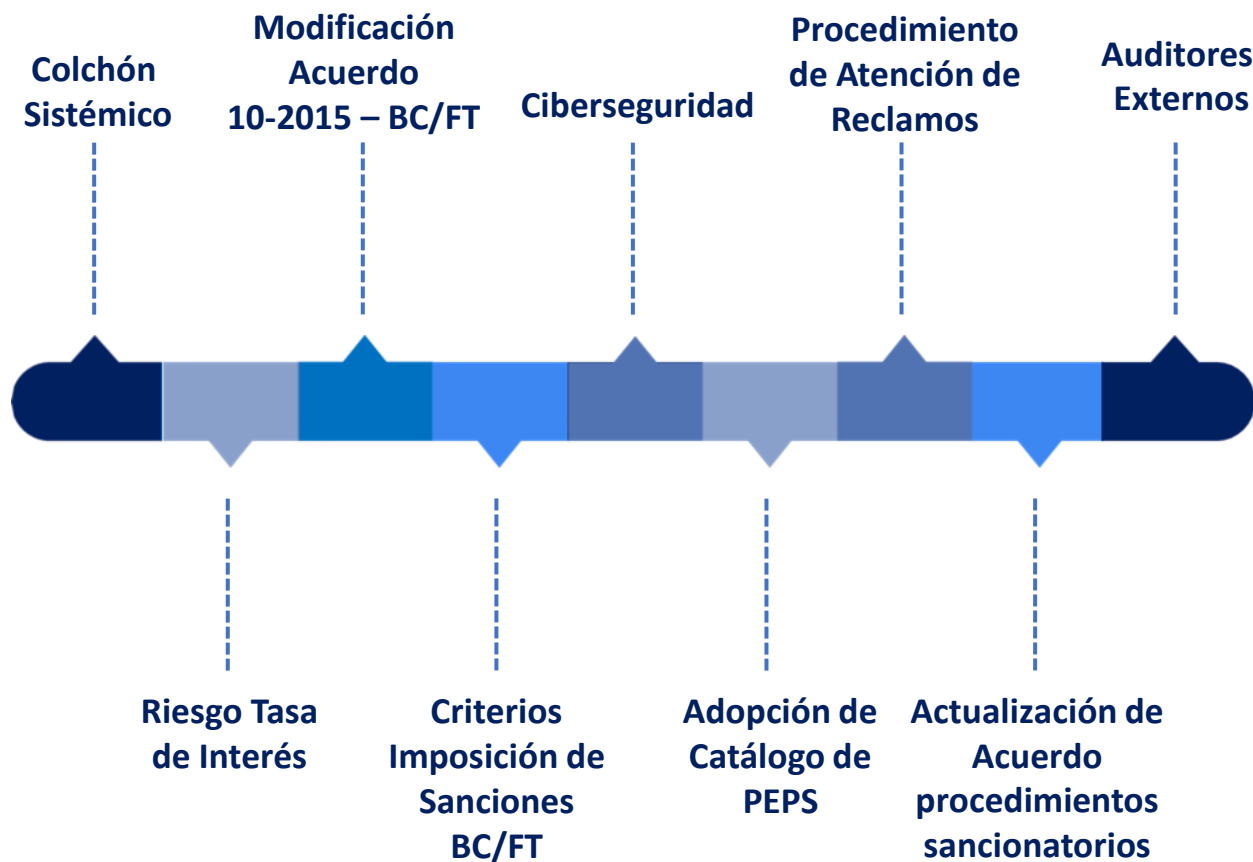 Colchón
Sistémico
Modificación
Acuerdo
10-2015 – BC/FT
Ciberseguridad
Procedimiento
de Atención de
Reclamos
Auditores
Externos
Riesgo Tasa
de Interés
Criterios
Imposición de
Sanciones
BC/FT
Adopción de
Catálogo de
PEPS
Actualización de
Acuerdo
procedimientos
sancionatorios